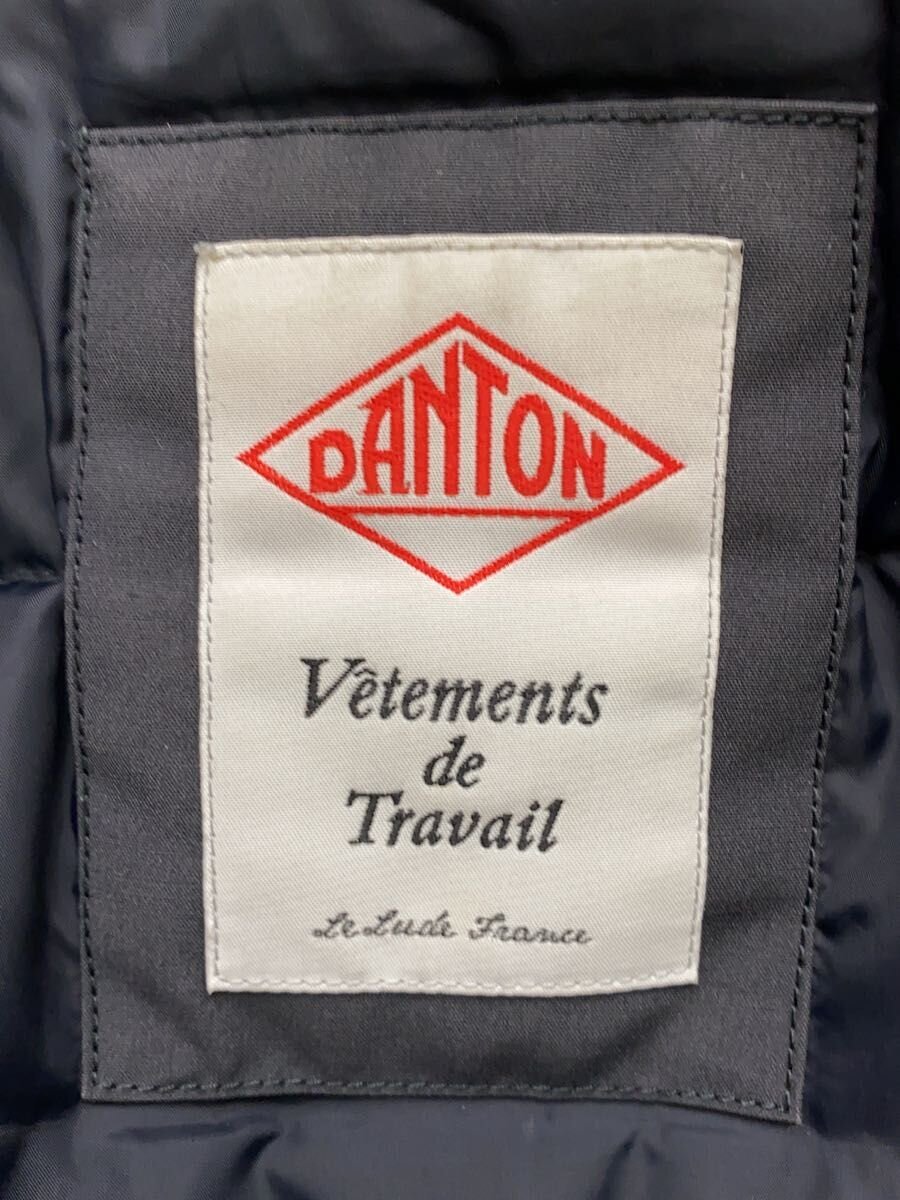 DANTON
Vêtements
de
Travail
Le Lude France